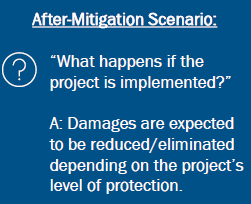 After-Mitigation Scenario:
?
“What happens if the
project is implemented?”
A: Damages are expected
to be reduced/eliminated
depending on the project’s
level of protection.